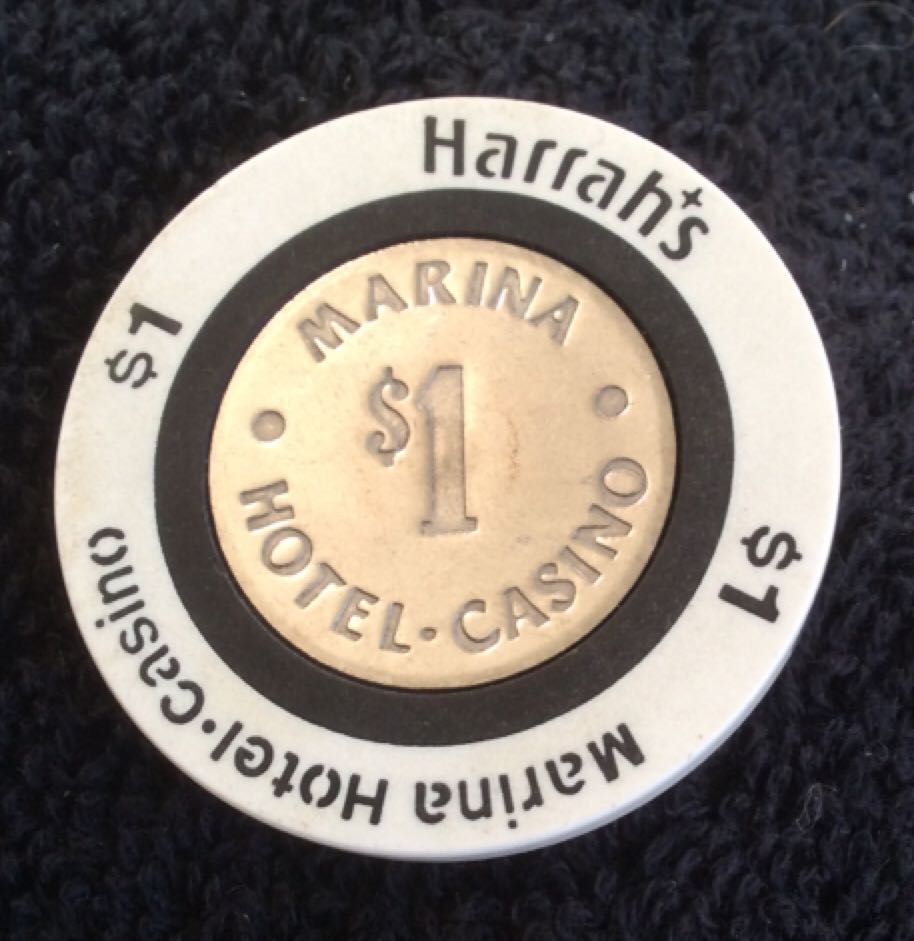 Harrah's
$1
Marina Hotel·Casino
$1
MARINA
$1
HOTEL·CASINO